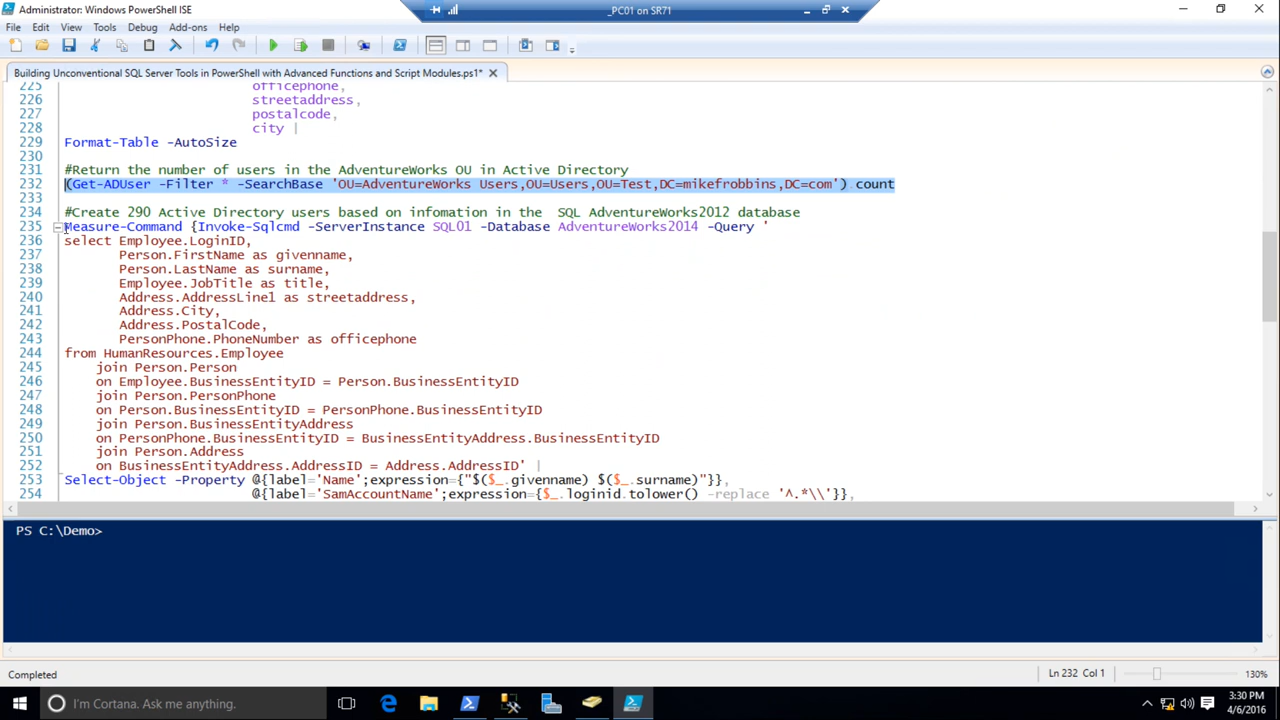 Administrator: Windows PowerShell ISE
_PC01 on SR71
File Edit View Tools Debug Add-ons Help
Building Unconventional SQL Server Tools in PowerShell with Advanced Functions and Script Modules.ps1*
225 officephone,
226 streetaddress,
227 postalcode,
228 city |
229 Format-Table -AutoSize
230
231 #Return the number of users in the AdventureWorks OU in Active Directory
232 (Get-ADUser -Filter * -SearchBase 'OU=AdventureWorks Users,OU=Users,OU=Test,DC=mikefrobbins,DC=com').count
233
234 #Create 290 Active Directory users based on infomation in the  SQL AdventureWorks2012 database
235 Measure-Command {Invoke-Sqlcmd -ServerInstance SQL01 -Database AdventureWorks2014 -Query '
236 select Employee.LoginID,
237 Person.FirstName as givenname,
238 Person.LastName as surname,
239 Employee.JobTitle as title,
240 Address.AddressLine1 as streetaddress,
241 Address.City,
242 Address.PostalCode,
243 PersonPhone.PhoneNumber as officephone
244 from HumanResources.Employee
245 join Person.Person
246 on Employee.BusinessEntityID = Person.BusinessEntityID
247 join Person.PersonPhone
248 on Person.BusinessEntityID = PersonPhone.BusinessEntityID
249 join Person.BusinessEntityAddress
250 on PersonPhone.BusinessEntityID = BusinessEntityAddress.BusinessEntityID
251 join Person.Address
252 on BusinessEntityAddress.AddressID = Address.AddressID' |
253 Select-Object -Property @{label='Name';expression={"$($_.givenname) $($_.surname)"}},
254 @{label='SamAccountName';expression={$_.loginid.tolower() -replace '^.*\\'}},
PS C:\Demo>
Completed
Ln 232 Col 1
130%
I'm Cortana. Ask me anything.
3:30 PM
4/6/2016